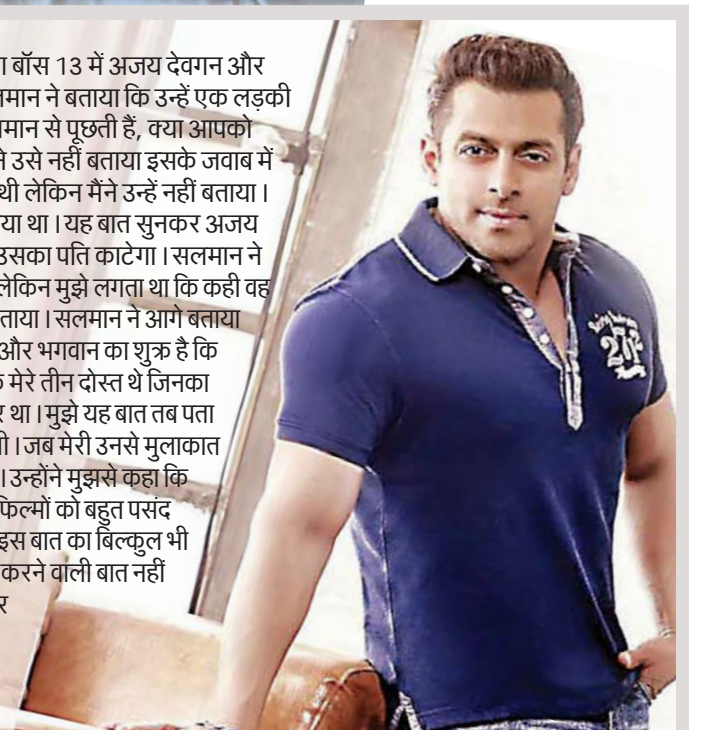 बॉस 13 में अजय देवगन और
बताया कि उन्हें एक लड़की
से पूछती हैं, क्या आपको
उसे नहीं बताया इसके जवाब में
थी लेकिन मैंने उन्हें नहीं बताया ।
था । यह बात सुनकर अजय
उसका पति काटेगा । सलमान ने
लेकिन मुझे लगता था कि कही वह
सलमान ने आगे बताया
और भगवान का शुक्र है कि
मेरे तीन दोस्त थे जिनका
था । मुझे यह बात तब पता
। जब मेरी उनसे मुलाकात
। उन्होंने मुझसे कहा कि
फिल्मों को बहुत पसंद
इस बात का बिल्कुल भी
करने वाली बात नहीं